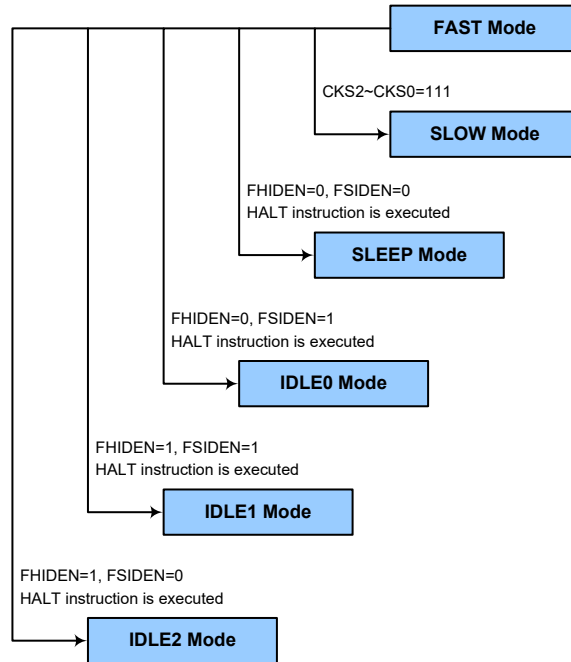 FAST Mode
CKS2~CKS0=111
SLOW Mode
FHIDEN=0, FSIDEN=0
HALT instruction is executed
SLEEP Mode
FHIDEN=0, FSIDEN=1
HALT instruction is executed
IDLE0 Mode
FHIDEN=1, FSIDEN=1
HALT instruction is executed
IDLE1 Mode
FHIDEN=1, FSIDEN=0
HALT instruction is executed
IDLE2 Mode